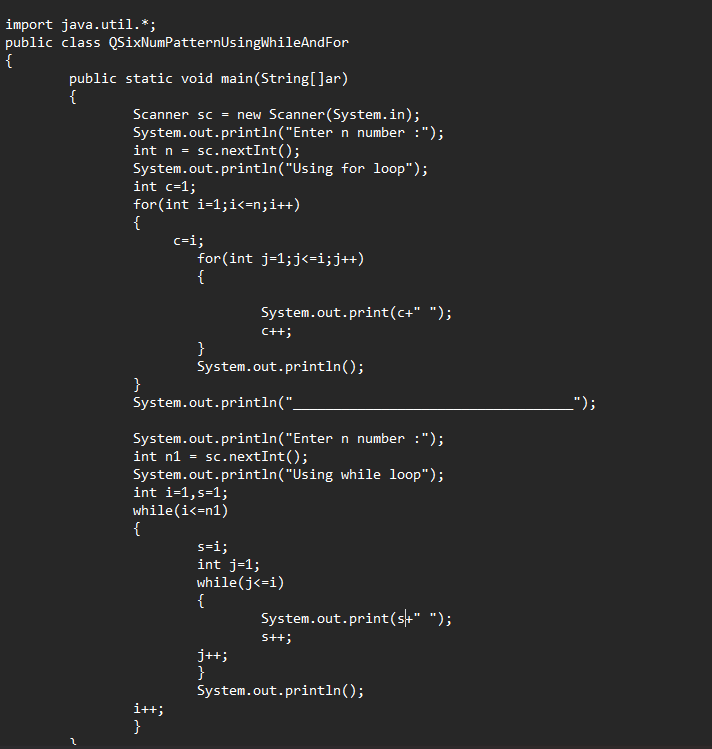 import java.util.*;
public class QSixNumPatternUsingWhileAndFor
{
public static void main(String[]ar)
{
Scanner sc = new Scanner(System.in);
System.out.println("Enter n number :");
int n = sc.nextInt();
System.out.println("Using for loop");
int c=1;
for(int i=1;i<=n;i++)
{
c=i;
for(int j=1;j<=i;j++)
{
System.out.print(c+" ");
c++;
}
System.out.println();
}
System.out.println("___________________________________");
System.out.println("Enter n number :");
int n1 = sc.nextInt();
System.out.println("Using while loop");
int i=1,s=1;
while(i<=n1)
{
s=i;
int j=1;
while(j<=i)
{
System.out.print(s+" ");
s++;
j++;
}
System.out.println();
i++;
}
}